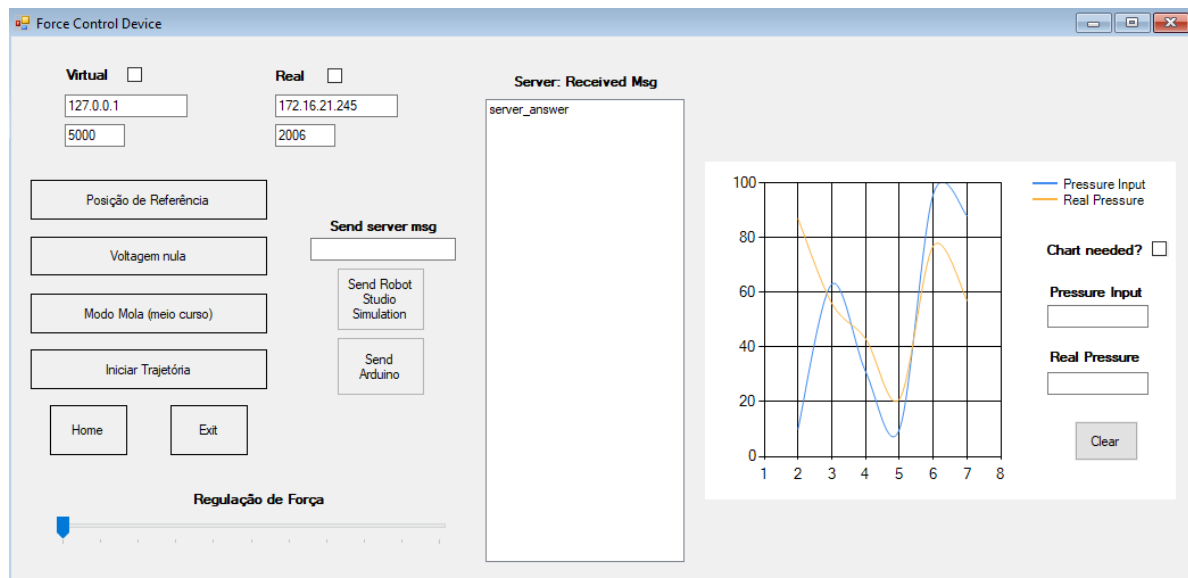 Force Control Device
Virtual
Real
127.0.0.1
172.16.21.245
5000
2006
Posição de Referência
Voltagem nula
Modo Mola (meio curso)
Iniciar Trajetória
Home
Exit
Send server msg
Send Robot
Studio
Simulation
Send
Arduino
Regulação de Força
Server: Received Msg
server_answer
100
80
60
40
20
0
1 2 3 4 5 6 7 8
Pressure Input
Real Pressure
Chart needed?
Pressure Input
Real Pressure
Clear